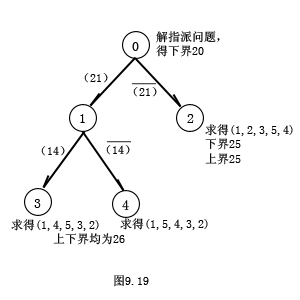 解指派问题，
得下界20
0
(21)
(21)
1
2
求得(1,2,3,5,4)
下界25
上界25
(14)
(14)
3
4
求得(1,4,5,3,2)
求得(1,5,4,3,2)
上下界均为26
图9.19